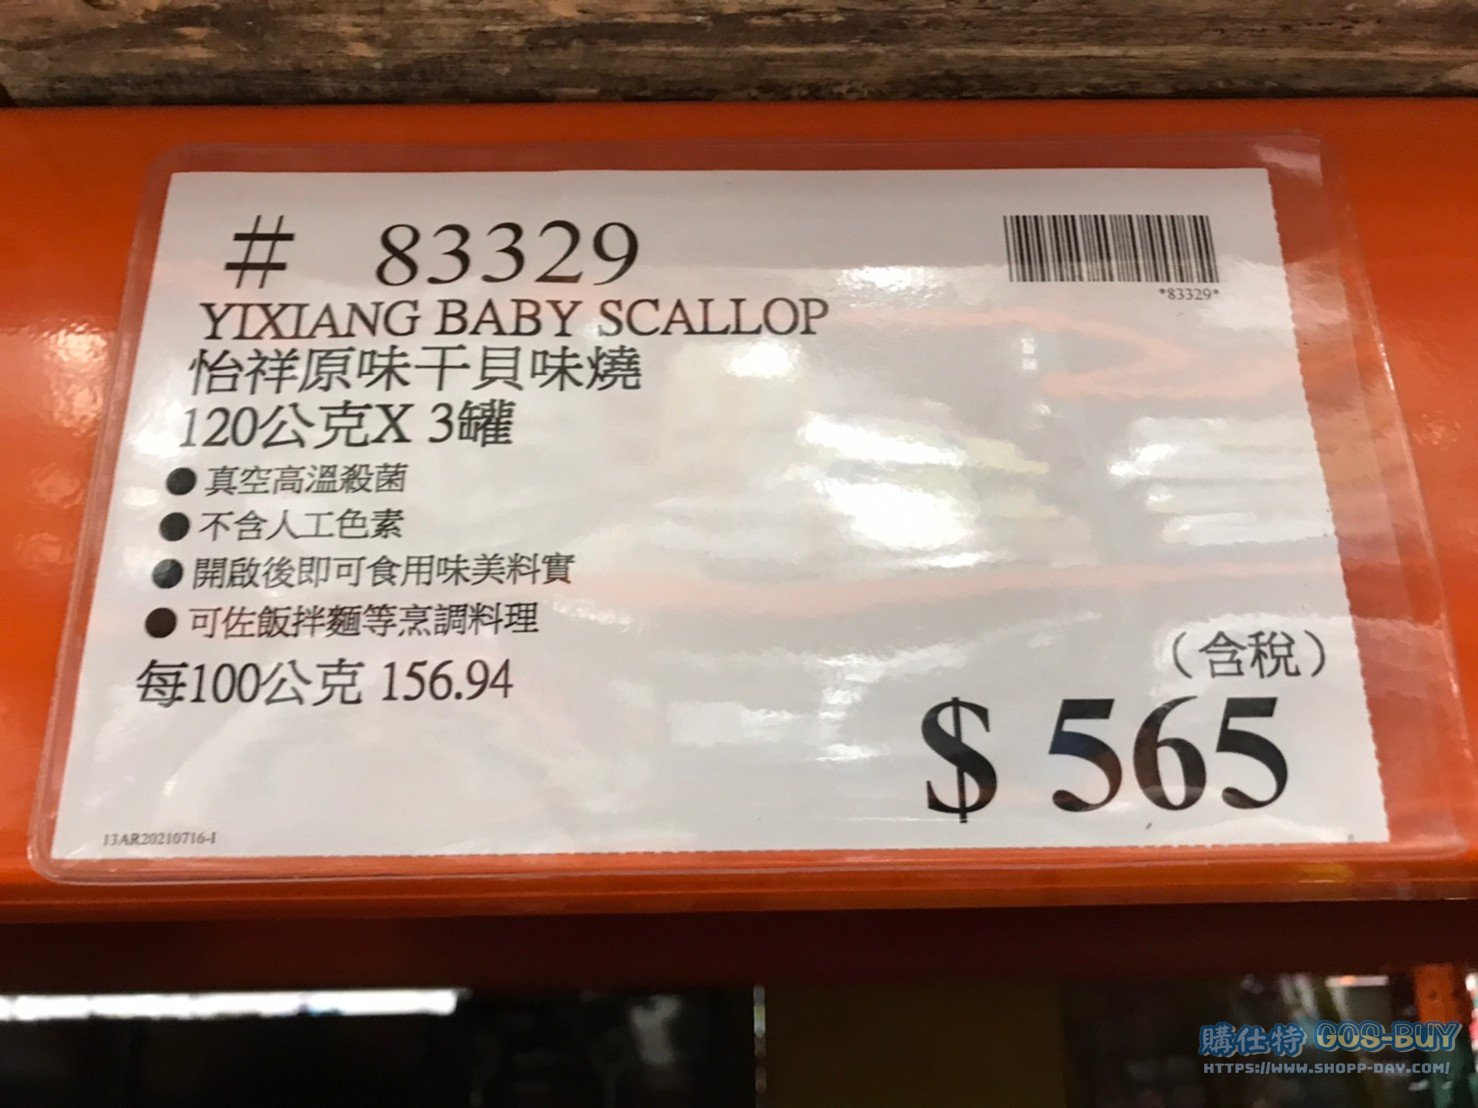 # 83329
*83329*
YIXIANG BABY SCALLOP
怡祥原味干貝味燒
120公克X 3罐
●真空高溫殺菌
●不含人工色素
●開啟後即可食用味美料實
●可佐飯拌麵等烹調料理
每100公克 156.94
（含稅）
$ 565
13AR20210716-I
購仕特 GOS-BUY
HTTPS://WWW.SHOPP-DAY.COM/